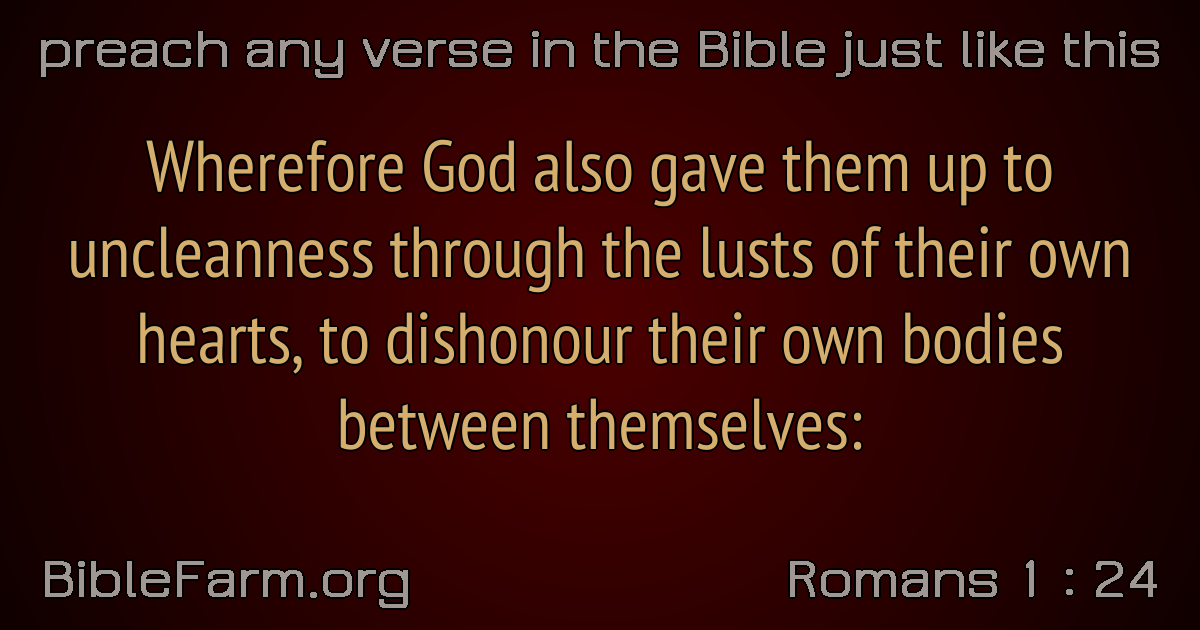 preach any verse in the Bible just like this
Wherefore God also gave them up to
uncleanness through the lusts of their own
hearts, to dishonour their own bodies
between themselves:
BibleFarm.org
Romans 1 : 24